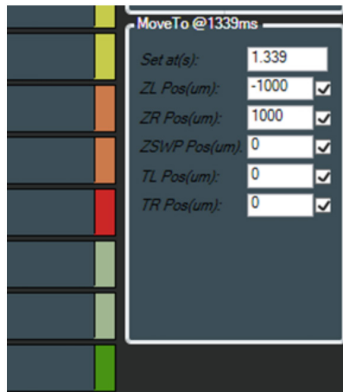 MoveTo @1339ms
Set at(s): 1.339
ZL Pos(um): -1000
ZR Pos(um): 1000
ZSWP Pos(um): 0
TL Pos(um): 0
TR Pos(um): 0